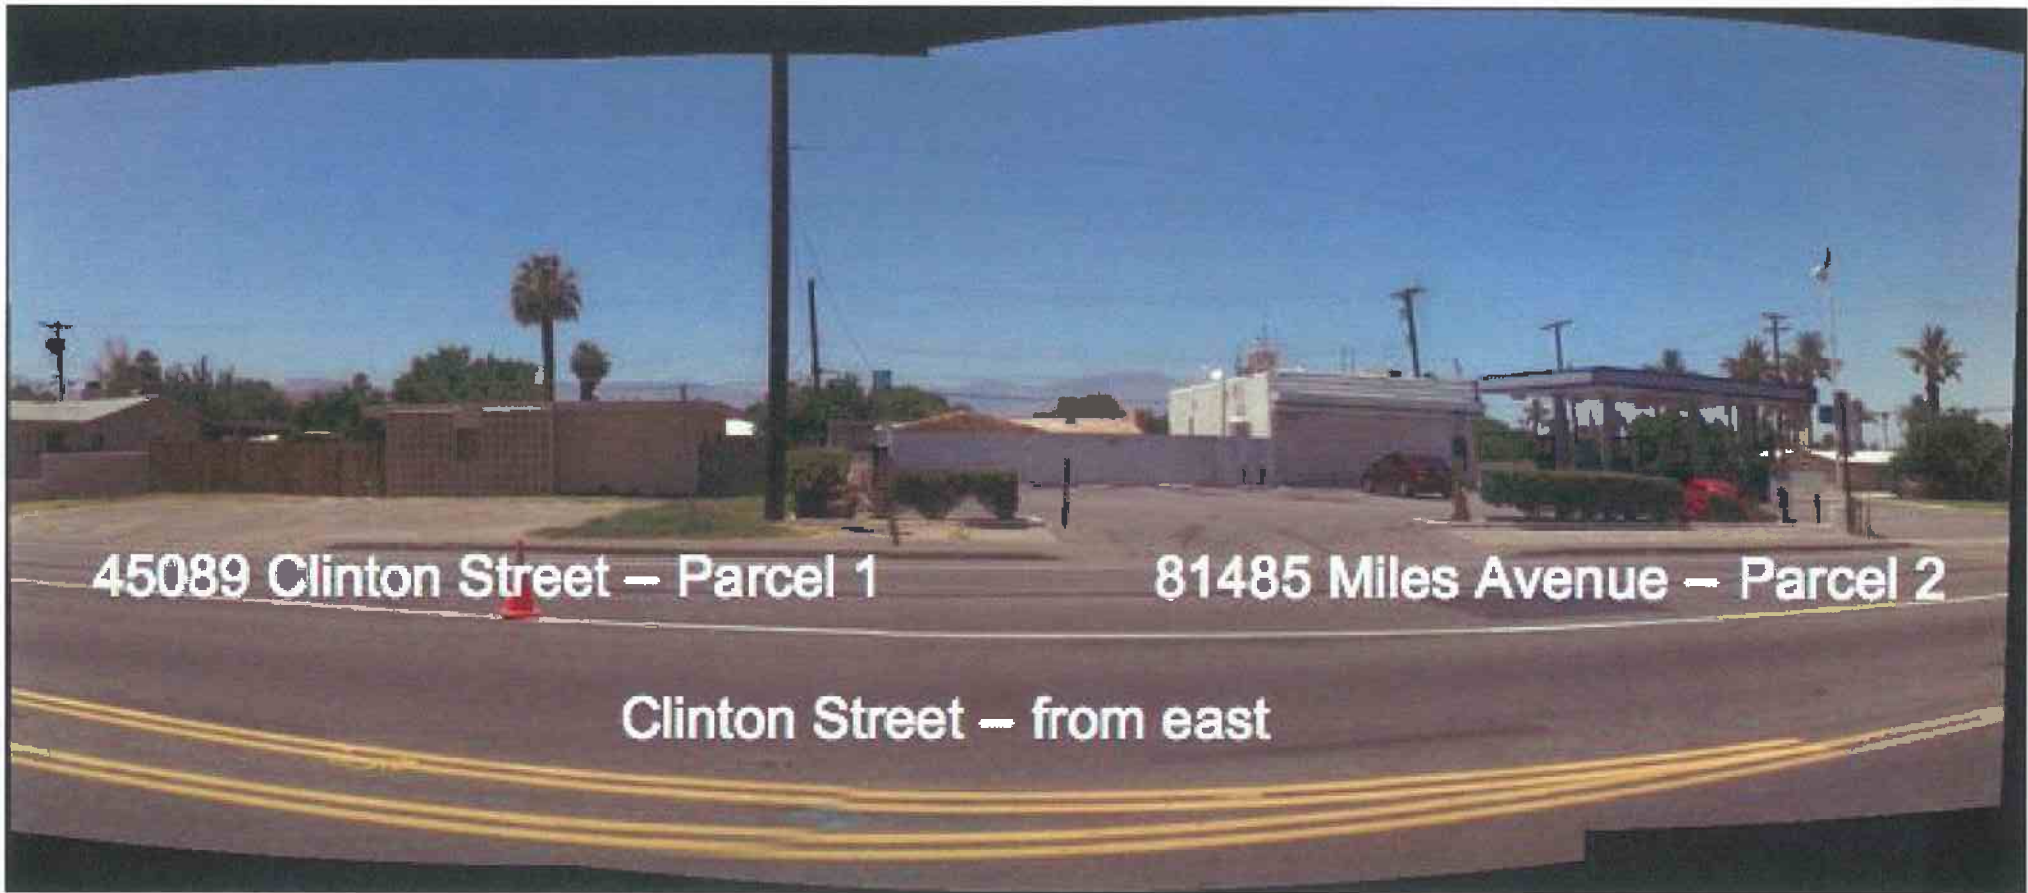 45089 Clinton Street – Parcel 1
81485 Miles Avenue – Parcel 2
Clinton Street – from east